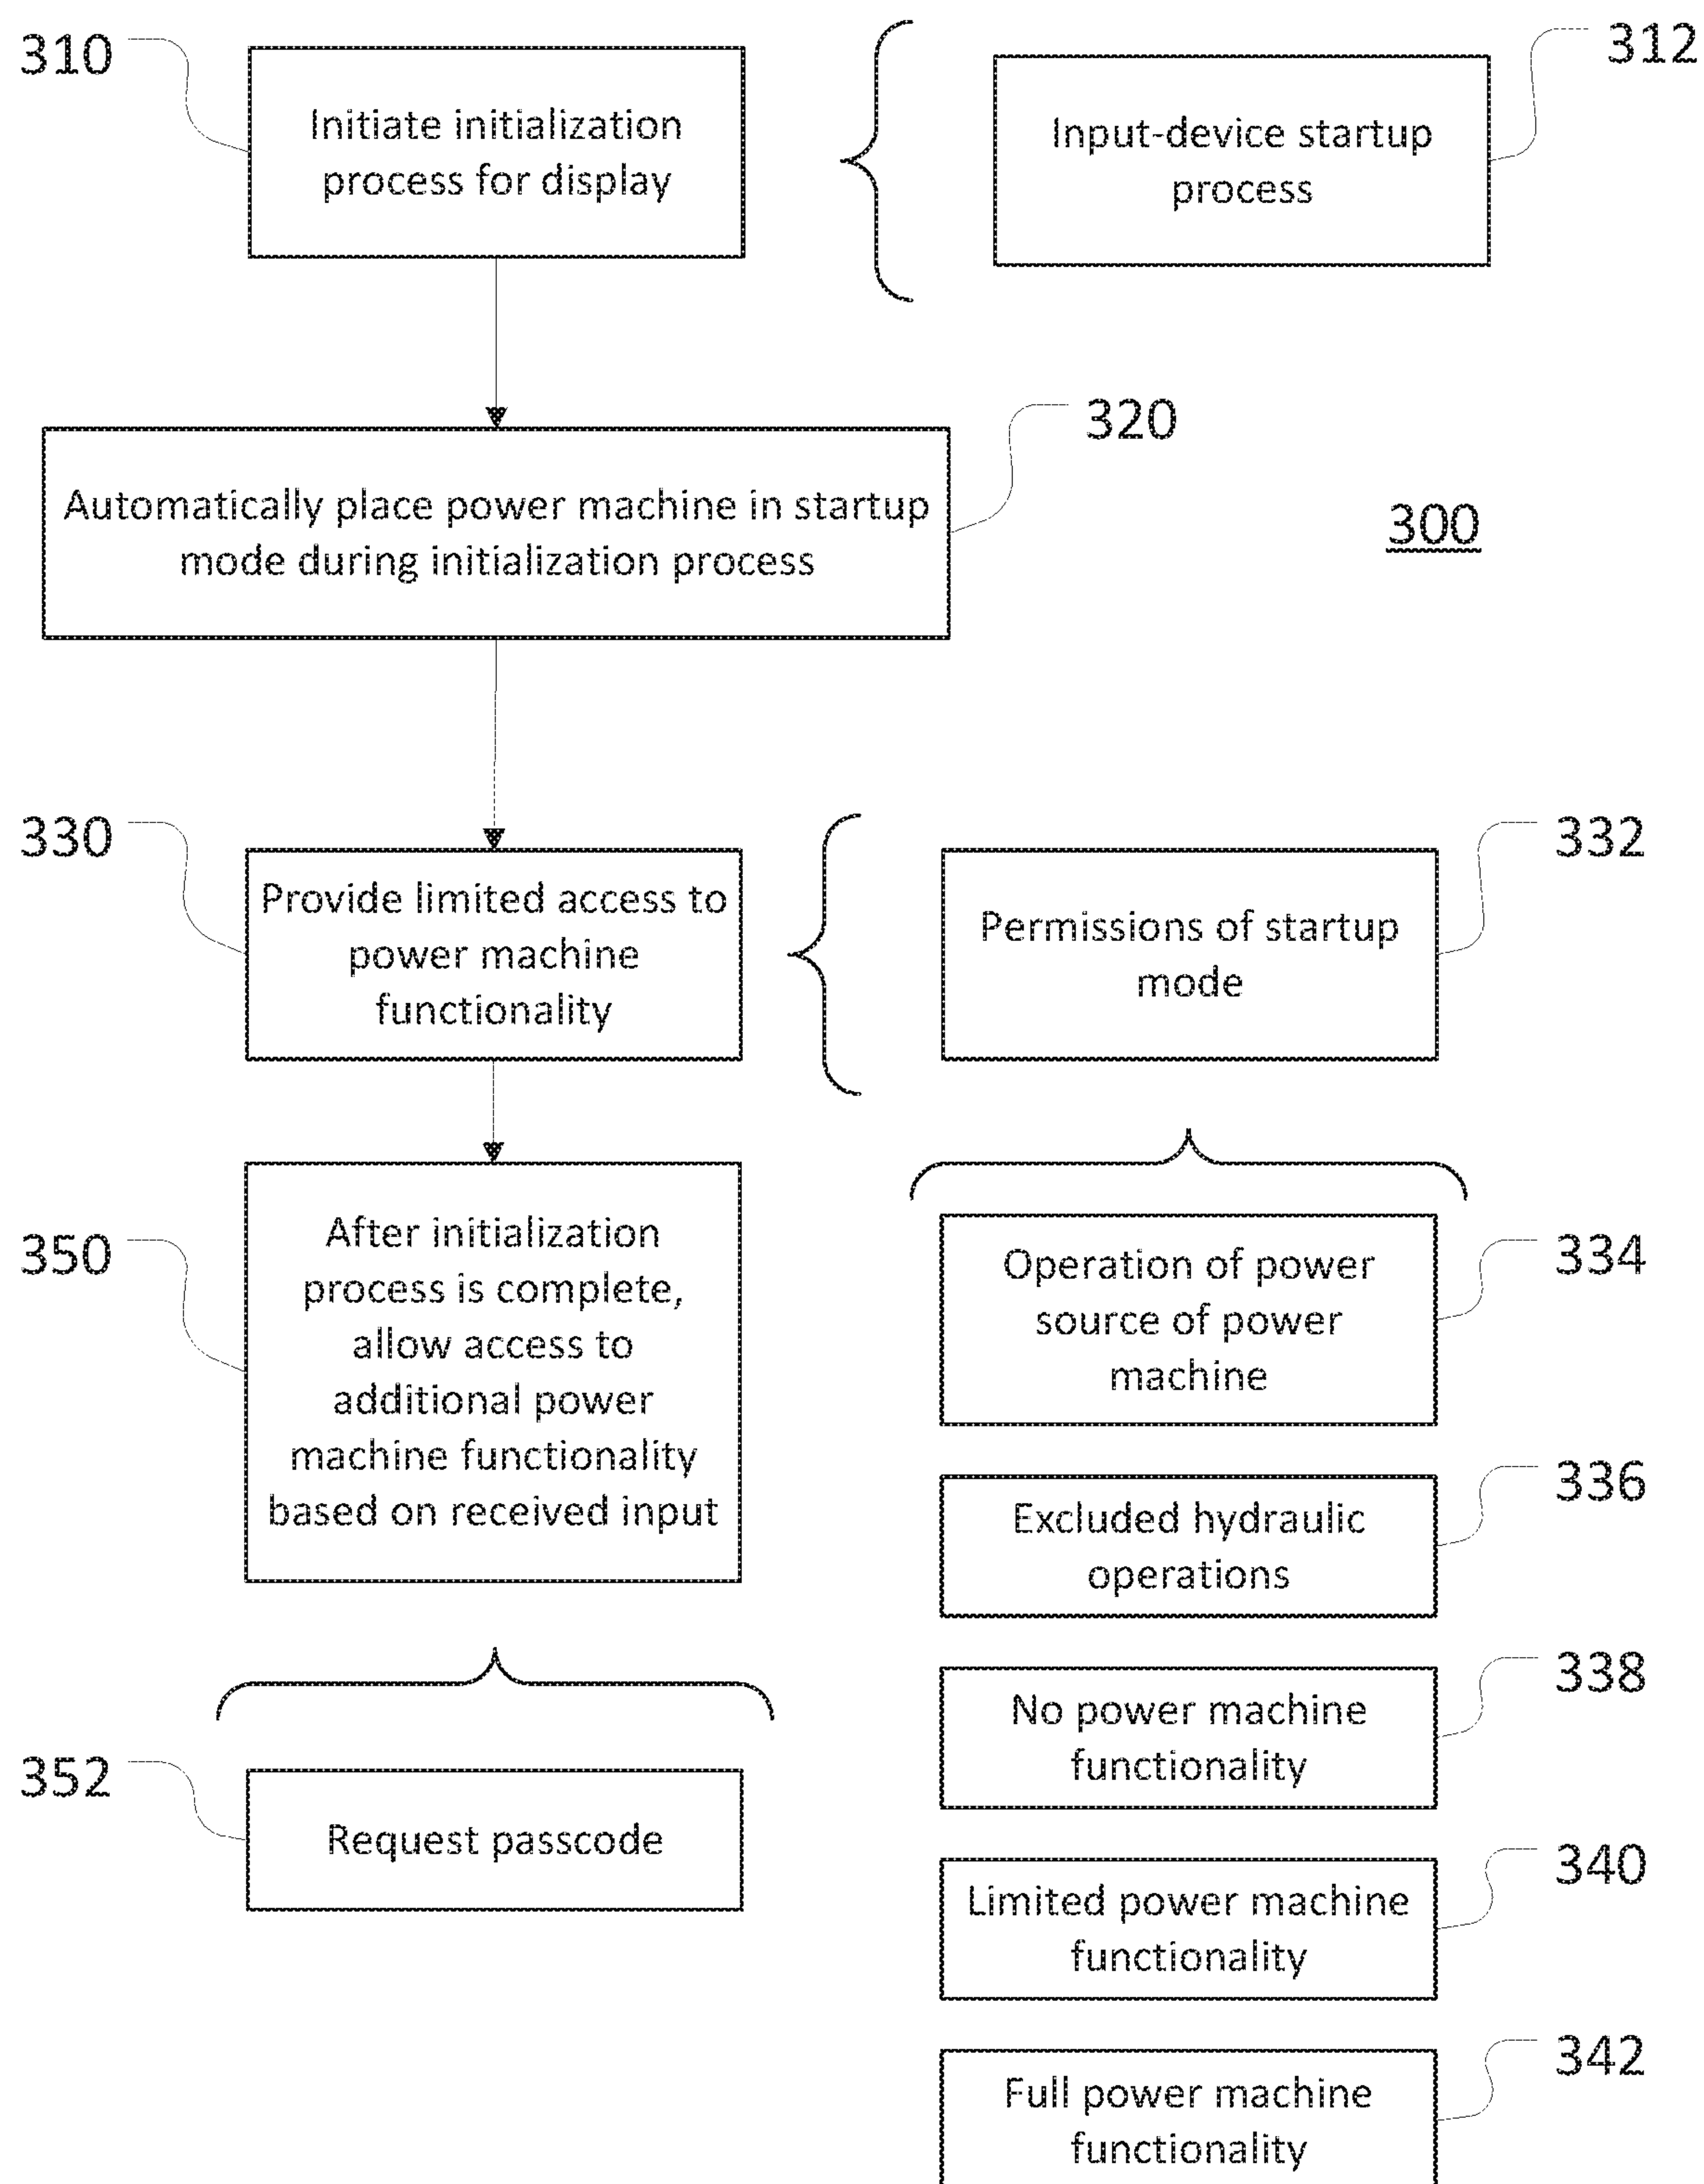 310
Initiate initialization
process for display
Input-device startup
process
312
320
Automatically place power machine in startup
mode during initialization process
300
330
Provide limited access to
power machine
functionality
Permissions of startup
mode
332
350
After initialization
process is complete,
allow access to
additional power
machine functionality
based on received input
Operation of power
source of power
machine
334
Excluded hydraulic
operations
336
No power machine
functionality
338
352
Request passcode
Limited power machine
functionality
340
Full power machine
functionality
342